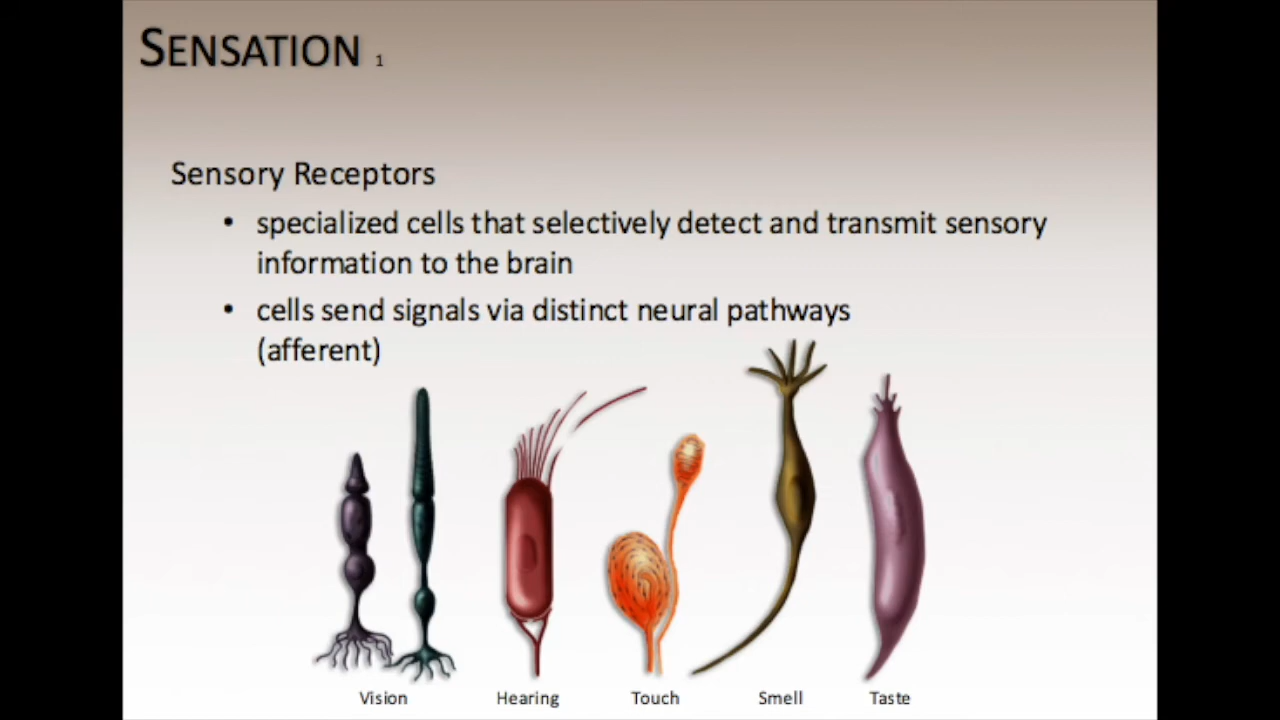 SENSATION 1
Sensory Receptors
• specialized cells that selectively detect and transmit sensory
information to the brain
• cells send signals via distinct neural pathways
(afferent)
Vision Hearing Touch Smell Taste